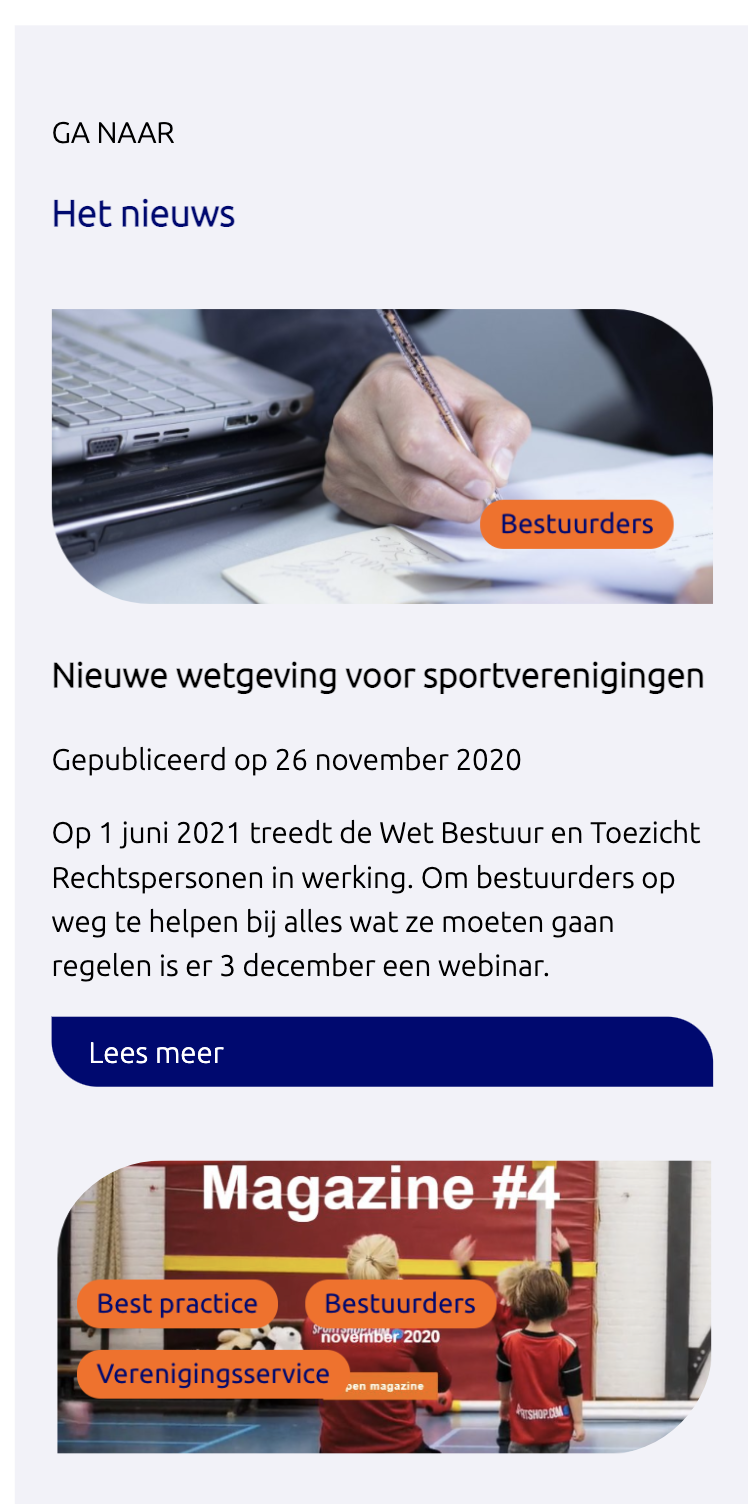 GA NAAR
Het nieuws
Bestuurders
Nieuwe wetgeving voor sportverenigingen
Gepubliceerd op 26 november 2020
Op 1 juni 2021 treedt de Wet Bestuur en Toezicht
Rechtspersonen in werking. Om bestuurders op
weg te helpen bij alles wat ze moeten gaan
regelen is er 3 december een webinar.
Lees meer
Magazine #4
Best practice
Bestuurders
november 2020
Verenigingsservice
pen magazine